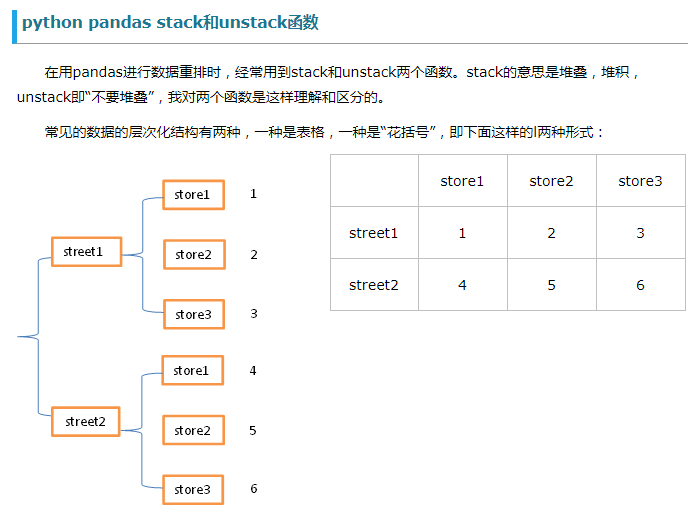 python pandas stack和unstack函数
在用pandas进行数据重排时，经常用到stack和unstack两个函数。stack的意思是堆叠，堆积，
unstack即“不要堆叠”，我对两个函数是这样理解和区分的。
常见的数据的层次化结构有两种，一种是表格，一种是“花括号”，即下面这样的l两种形式：
store1 1
street1 store2 2
store3 3
store1 4
street2 store2 5
store3 6
store1 store2 store3
street1 1 2 3
street2 4 5 6